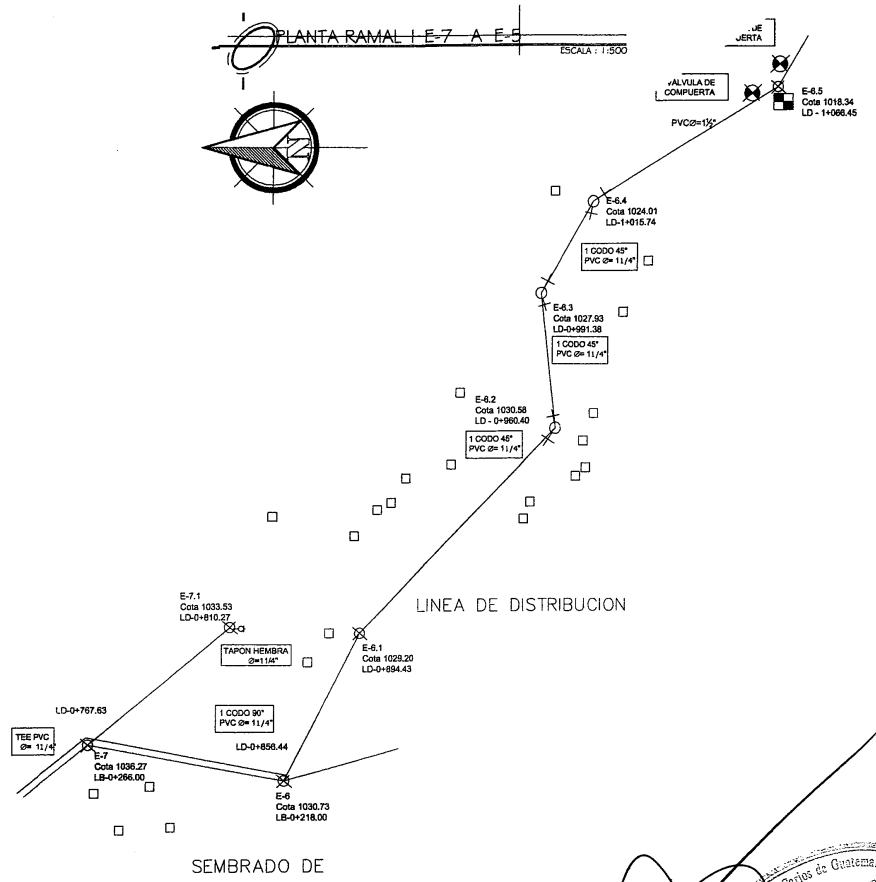 PLANTA RAMAL I E-7 A E-5
ESCALA : 1:500
VALVULA DE
COMPUERTA
E-6.5
Cota 1018.34
LD - 1+066.45
PVCØ=1½"
E-6.4
Cota 1024.01
LD-1+015.74
1 CODO 45°
PVC Ø= 11/4"
E-6.3
Cota 1027.93
LD-0+991.38
1 CODO 45°
PVC Ø= 11/4"
E-6.2
Cota 1030.58
LD - 0+960.40
1 CODO 45°
PVC Ø= 11/4"
E-7.1
Cota 1033.53
LD-0+810.27
LINEA DE DISTRIBUCION
TAPON HEMBRA
Ø=11/4"
E-6.1
Cota 1029.20
LD-0+894.43
LD-0+767.63
1 CODO 90°
PVC Ø= 11/4"
TEE PVC
Ø= 11/4"
LD-0+856.44
E-7
Cota 1036.27
LB-0+266.00
E-6
Cota 1030.73
LB-0+218.00
SEMBRADO DE
Carlos de Guatema